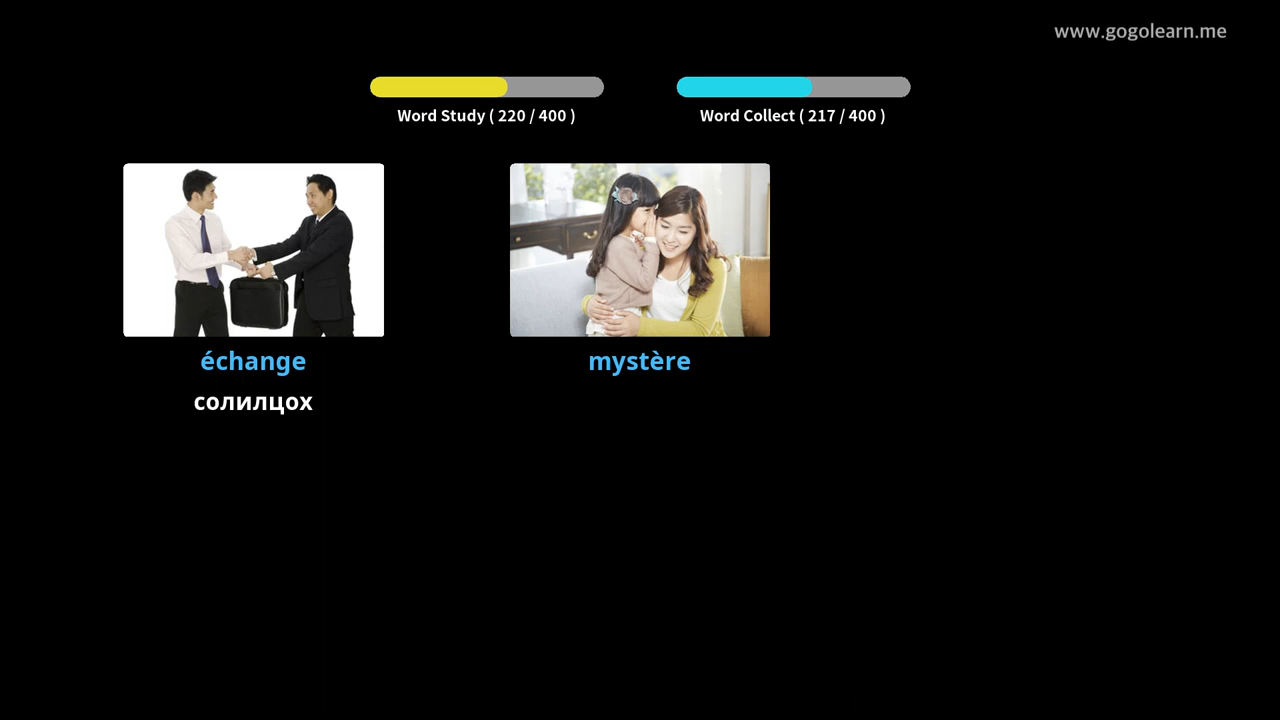 www.gogolearn.me
Word Study ( 220 / 400 )
Word Collect ( 217 / 400 )
échange
mystère
солилцох